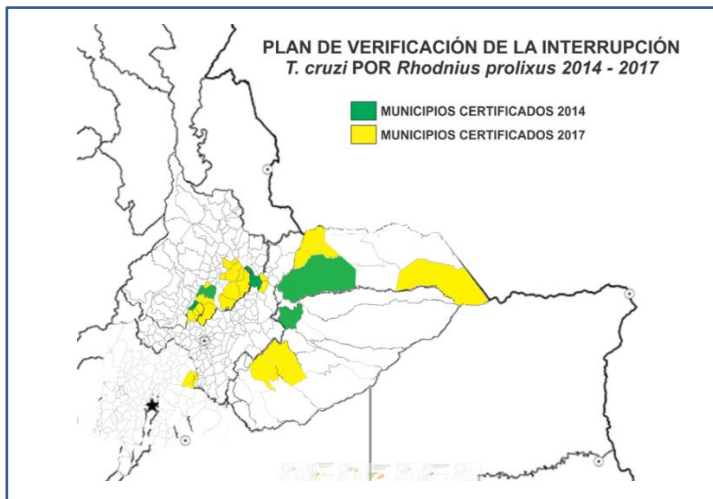 PLAN DE VERIFICACIÓN DE LA INTERRUPCIÓN
T. cruzi POR Rhodnius prolixus 2014 - 2017
MUNICIPIOS CERTIFICADOS 2014
MUNICIPIOS CERTIFICADOS 2017